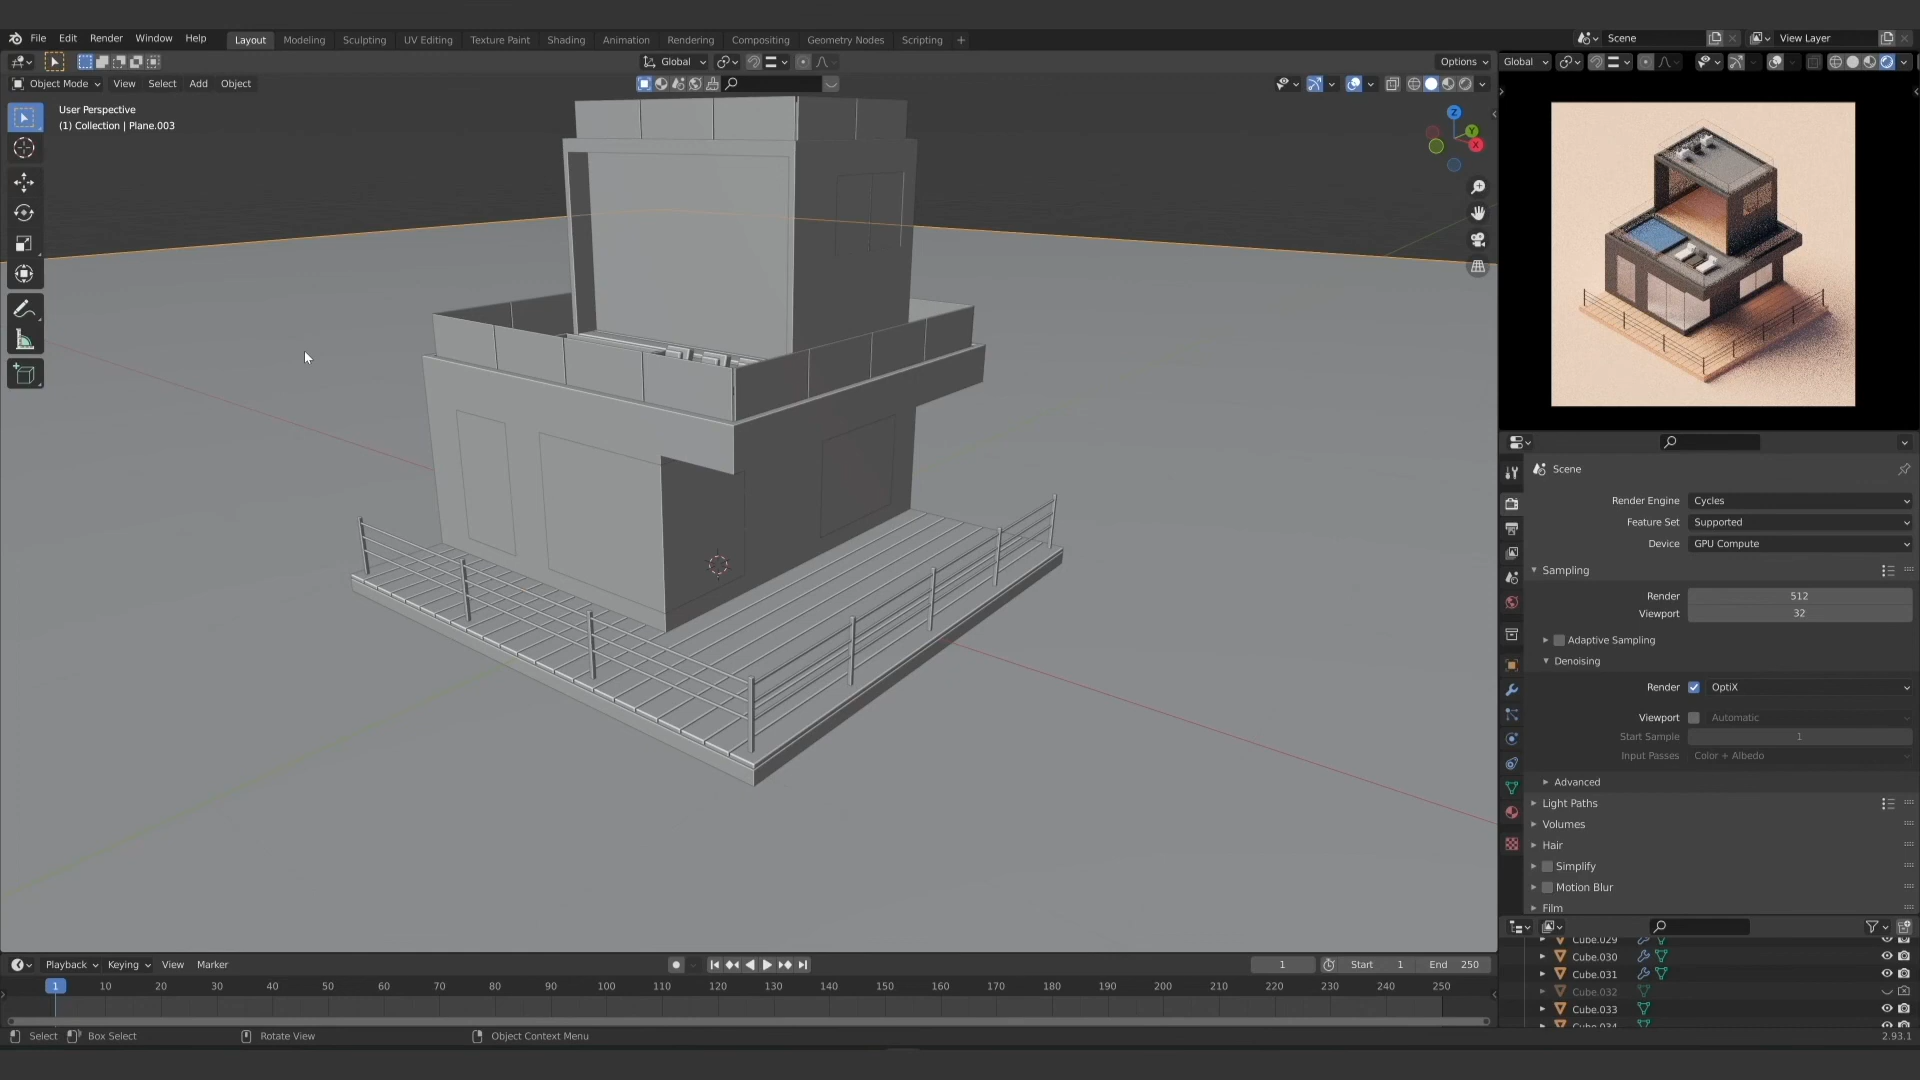 File Edit Render Window Help Layout Modeling Sculpting UV Editing Texture Paint Shading Animation Rendering Compositing Geometry Nodes Scripting + Scene View Layer
Global Options Global
Object Mode View Select Add Object
User Perspective
(1) Collection | Plane.003
Z
Y
X
Scene
Render Engine Cycles
Feature Set Supported
Device GPU Compute
Sampling
Render 512
Viewport 32
Adaptive Sampling
Denoising
Render OptiX
Viewport Automatic
Start Sample 1
Input Passes Color + Albedo
Advanced
Light Paths
Volumes
Hair
Simplify
Motion Blur
Film
Cube.029
Cube.030
Cube.031
Cube.032
Cube.033
Cube.034
Playback Keying View Marker 1 Start 1 End 250
1 10 20 30 40 50 60 70 80 90 100 110 120 130 140 150 160 170 180 190 200 210 220 230 240 250
Select Box Select Rotate View Object Context Menu 2.93.1